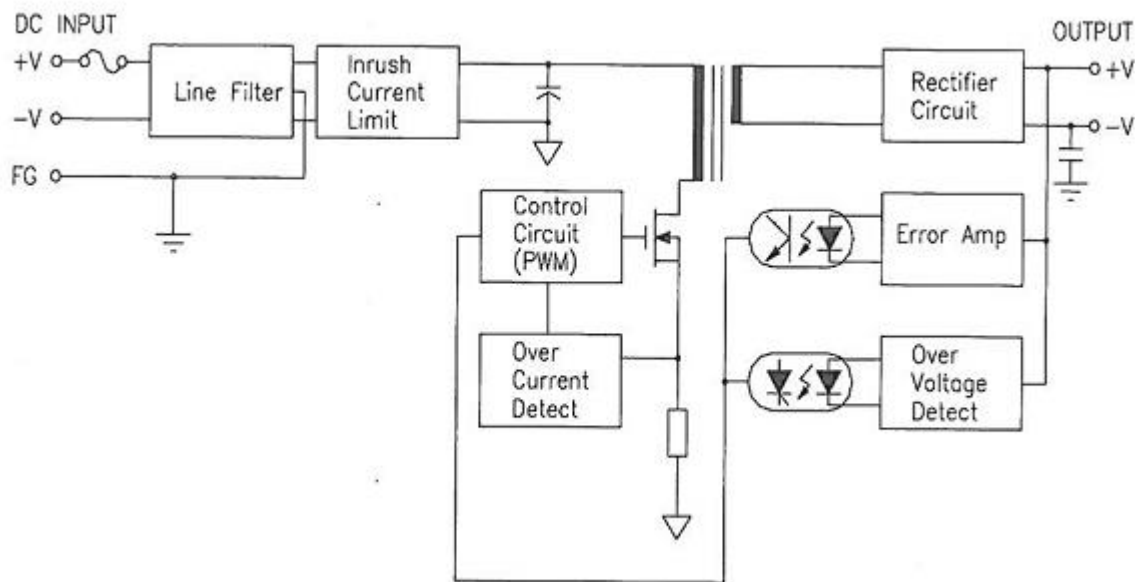 DC INPUT
OUTPUT
+V
-V
FG
Line Filter
Inrush
Current
Limit
Rectifier
Circuit
+V
-V
Control
Circuit
(PWM)
Error Amp
Over
Current
Detect
Over
Voltage
Detect